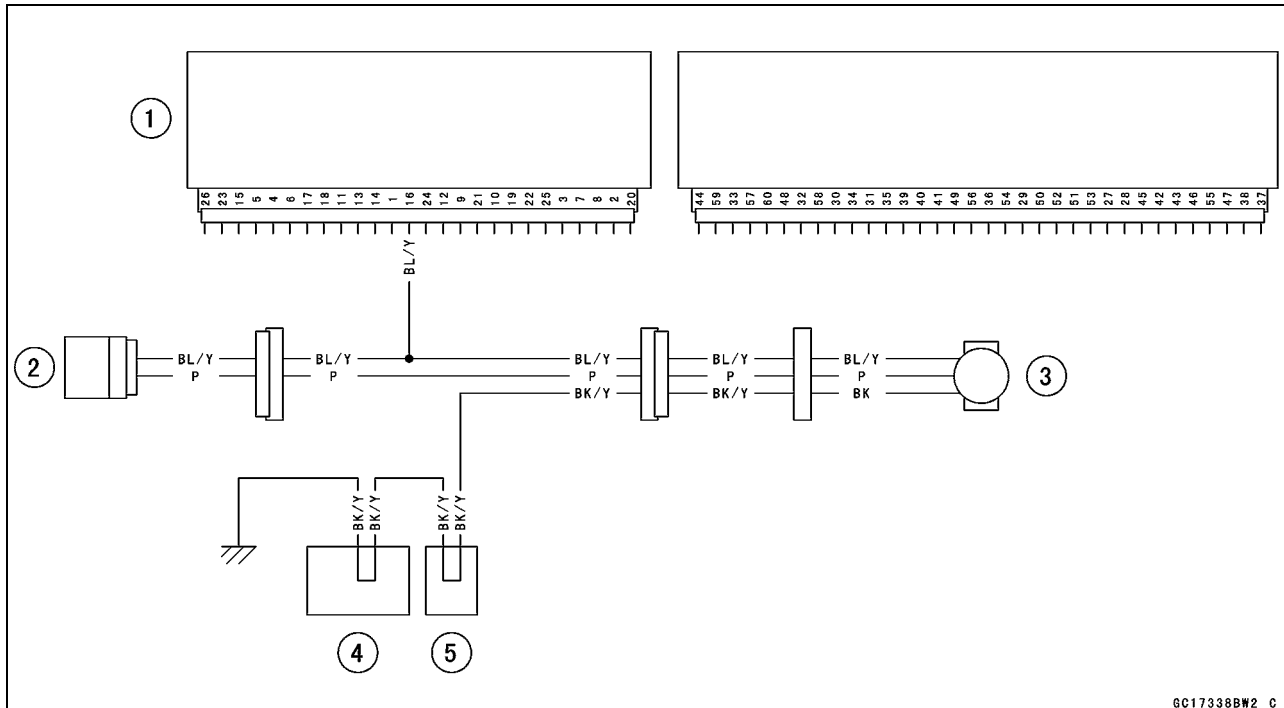 1
26 23 15 5 4 6 17 18 11 13 14 1 16 24 12 9 21 10 19 22 25 3 7 8 2 20
44 59 33 57 60 48 32 58 30 34 31 35 39 40 41 49 56 36 54 29 50 52 51 53 27 28 45 42 43 46 55 47 38 37
BL/Y
2
BL/Y BL/Y BL/Y BL/Y BL/Y
P P P P P
BK/Y BK/Y BK
3
BK/Y BK/Y BK/Y BK/Y
4 5
GC17338BW2 C